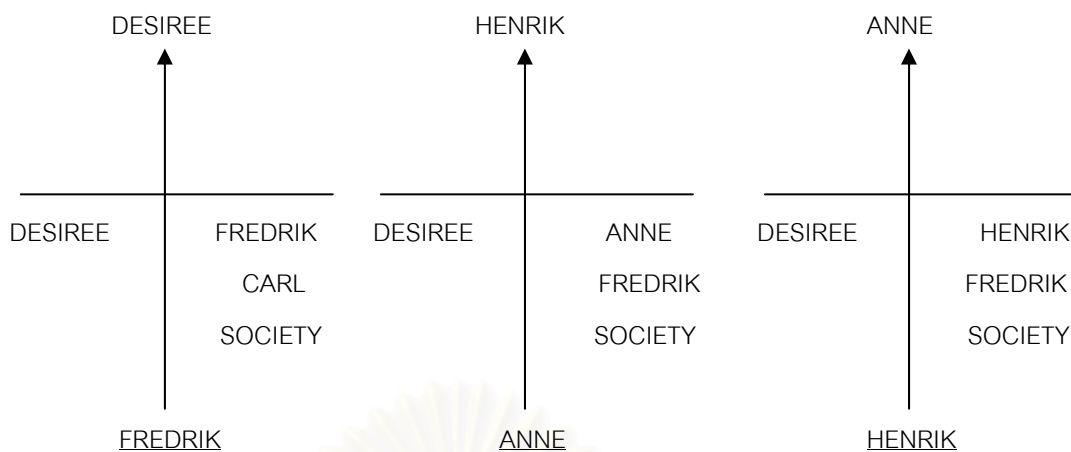 DESIREE HENRIK ANNE
DESIREE FREDRIK DESIREE ANNE DESIREE HENRIK
CARL FREDRIK FREDRIK
SOCIETY SOCIETY SOCIETY
FREDRIK ANNE HENRIK